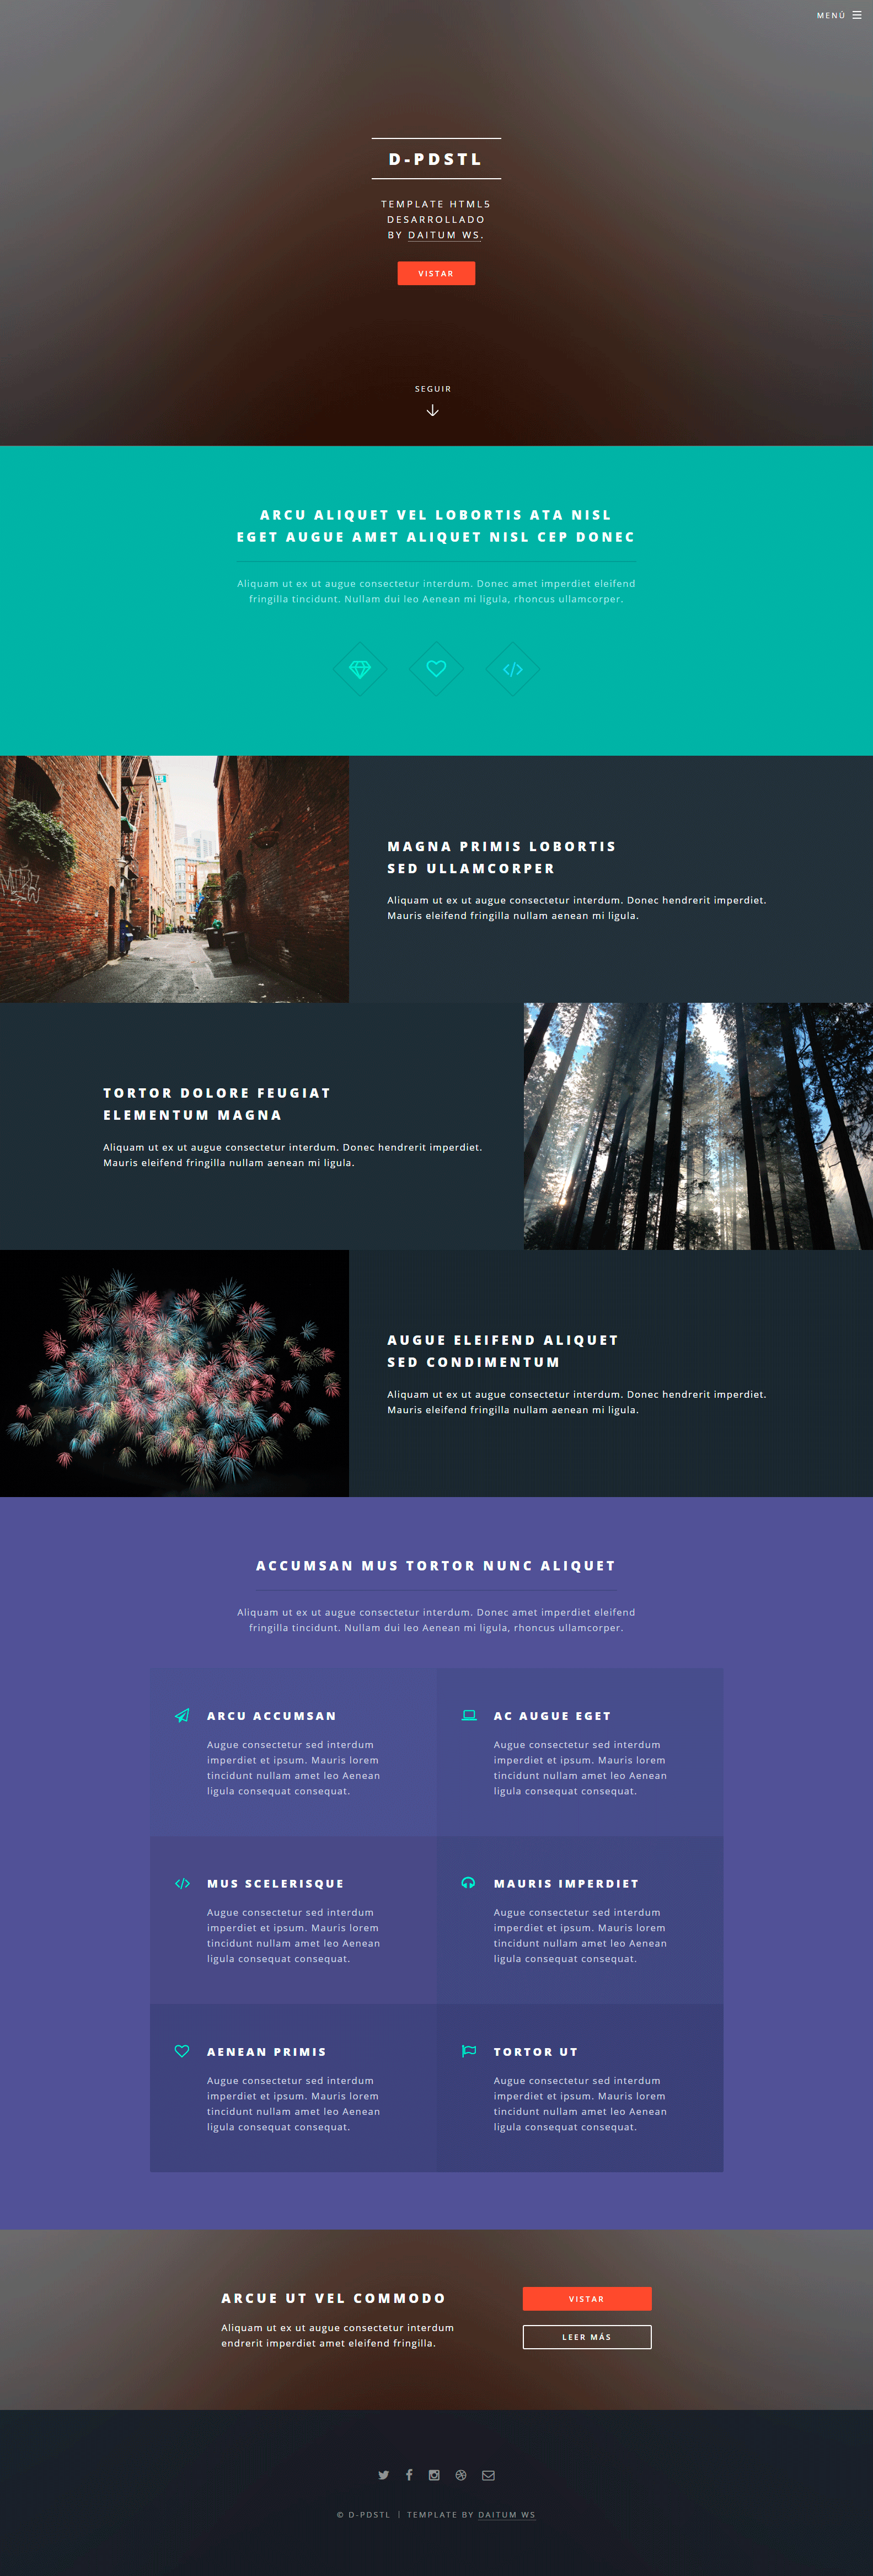 MENÚ
D-PDSTL
TEMPLATE HTML5
DESARROLLADO
BY DAITUM WS.
VISTAR
SEGUIR
ARCU ALIQUET VEL LOBORTIS ATA NISL
EGET AUGUE AMET ALIQUET NISL CEP DONEC
Aliquam ut ex ut augue consectetur interdum. Donec amet imperdiet eleifend
fringilla tincidunt. Nullam dui leo Aenean mi ligula, rhoncus ullamcorper.
MAGNA PRIMIS LOBORTIS
SED ULLAMCORPER
Aliquam ut ex ut augue consectetur interdum. Donec hendrerit imperdiet.
Mauris eleifend fringilla nullam aenean mi ligula.
TORTOR DOLORE FEUGIAT
ELEMENTUM MAGNA
Aliquam ut ex ut augue consectetur interdum. Donec hendrerit imperdiet.
Mauris eleifend fringilla nullam aenean mi ligula.
AUGUE ELEIFEND ALIQUET
SED CONDIMENTUM
Aliquam ut ex ut augue consectetur interdum. Donec hendrerit imperdiet.
Mauris eleifend fringilla nullam aenean mi ligula.
ACCUMSAN MUS TORTOR NUNC ALIQUET
Aliquam ut ex ut augue consectetur interdum. Donec amet imperdiet eleifend
fringilla tincidunt. Nullam dui leo Aenean mi ligula, rhoncus ullamcorper.
ARCU ACCUMSAN
Augue consectetur sed interdum
imperdiet et ipsum. Mauris lorem
tincidunt nullam amet leo Aenean
ligula consequat consequat.
AC AUGUE EGET
Augue consectetur sed interdum
imperdiet et ipsum. Mauris lorem
tincidunt nullam amet leo Aenean
ligula consequat consequat.
MUS SCELERISQUE
Augue consectetur sed interdum
imperdiet et ipsum. Mauris lorem
tincidunt nullam amet leo Aenean
ligula consequat consequat.
MAURIS IMPERDIET
Augue consectetur sed interdum
imperdiet et ipsum. Mauris lorem
tincidunt nullam amet leo Aenean
ligula consequat consequat.
AENEAN PRIMIS
Augue consectetur sed interdum
imperdiet et ipsum. Mauris lorem
tincidunt nullam amet leo Aenean
ligula consequat consequat.
TORTOR UT
Augue consectetur sed interdum
imperdiet et ipsum. Mauris lorem
tincidunt nullam amet leo Aenean
ligula consequat consequat.
ARCUE UT VEL COMMODO
Aliquam ut ex ut augue consectetur interdum
endrerit imperdiet amet eleifend fringilla.
VISTAR
LEER MÁS
© D-PDSTL | TEMPLATE BY DAITUM WS